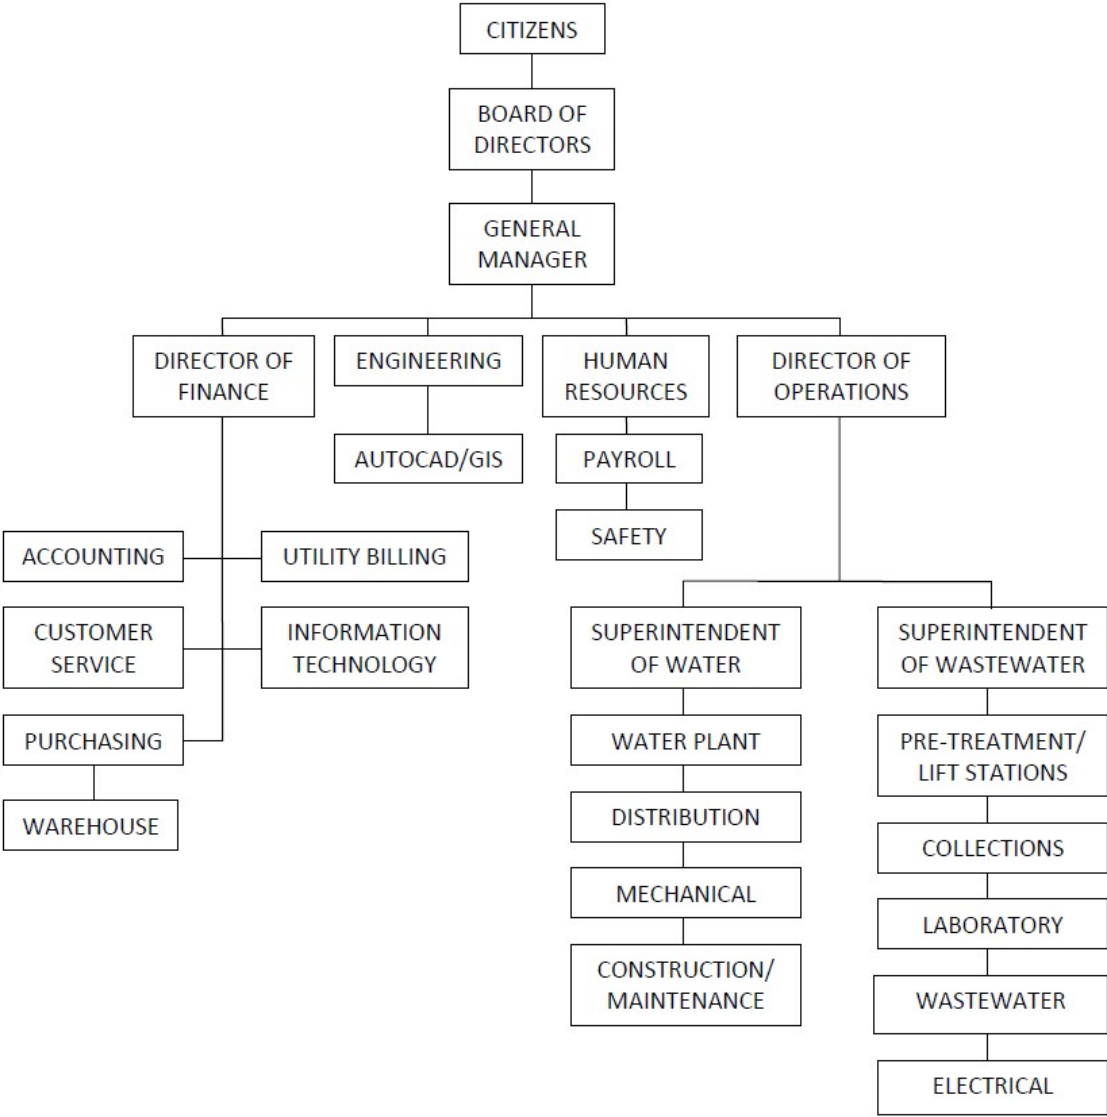 CITIZENS
BOARD OF
DIRECTORS
GENERAL
MANAGER
DIRECTOR OF
FINANCE
ENGINEERING
HUMAN
RESOURCES
DIRECTOR OF
OPERATIONS
AUTOCAD/GIS
PAYROLL
SAFETY
ACCOUNTING
UTILITY BILLING
CUSTOMER
SERVICE
INFORMATION
TECHNOLOGY
PURCHASING
WAREHOUSE
SUPERINTENDENT
OF WATER
WATER PLANT
DISTRIBUTION
MECHANICAL
CONSTRUCTION/
MAINTENANCE
SUPERINTENDENT
OF WASTEWATER
PRE-TREATMENT/
LIFT STATIONS
COLLECTIONS
LABORATORY
WASTEWATER
ELECTRICAL